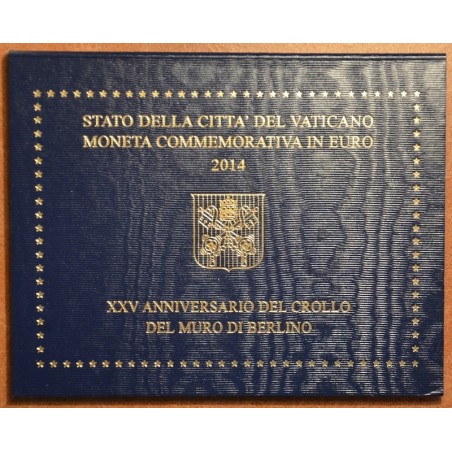 STATO DELLA CITTA' DEL VATICANO
MONETA COMMEMORATIVA IN EURO
2014
XXV ANNIVERSARIO DEL CROLLO
DEL MURO DI BERLINO